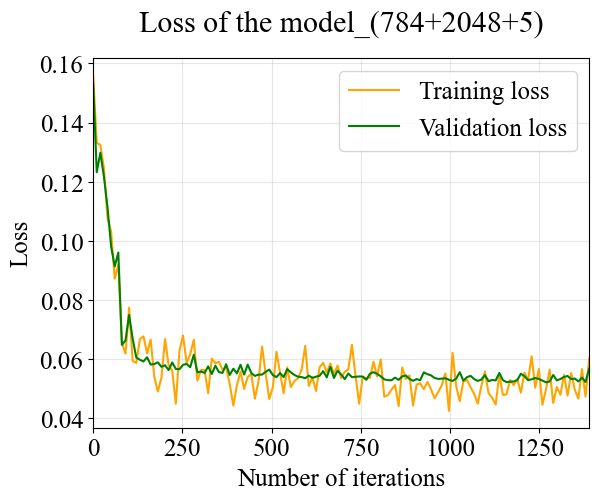 Loss of the model_(784+2048+5)
0.16
0.14
0.12
0.10
0.08
0.06
0.04
Loss
Training loss
Validation loss
0 250 500 750 1000 1250
Number of iterations